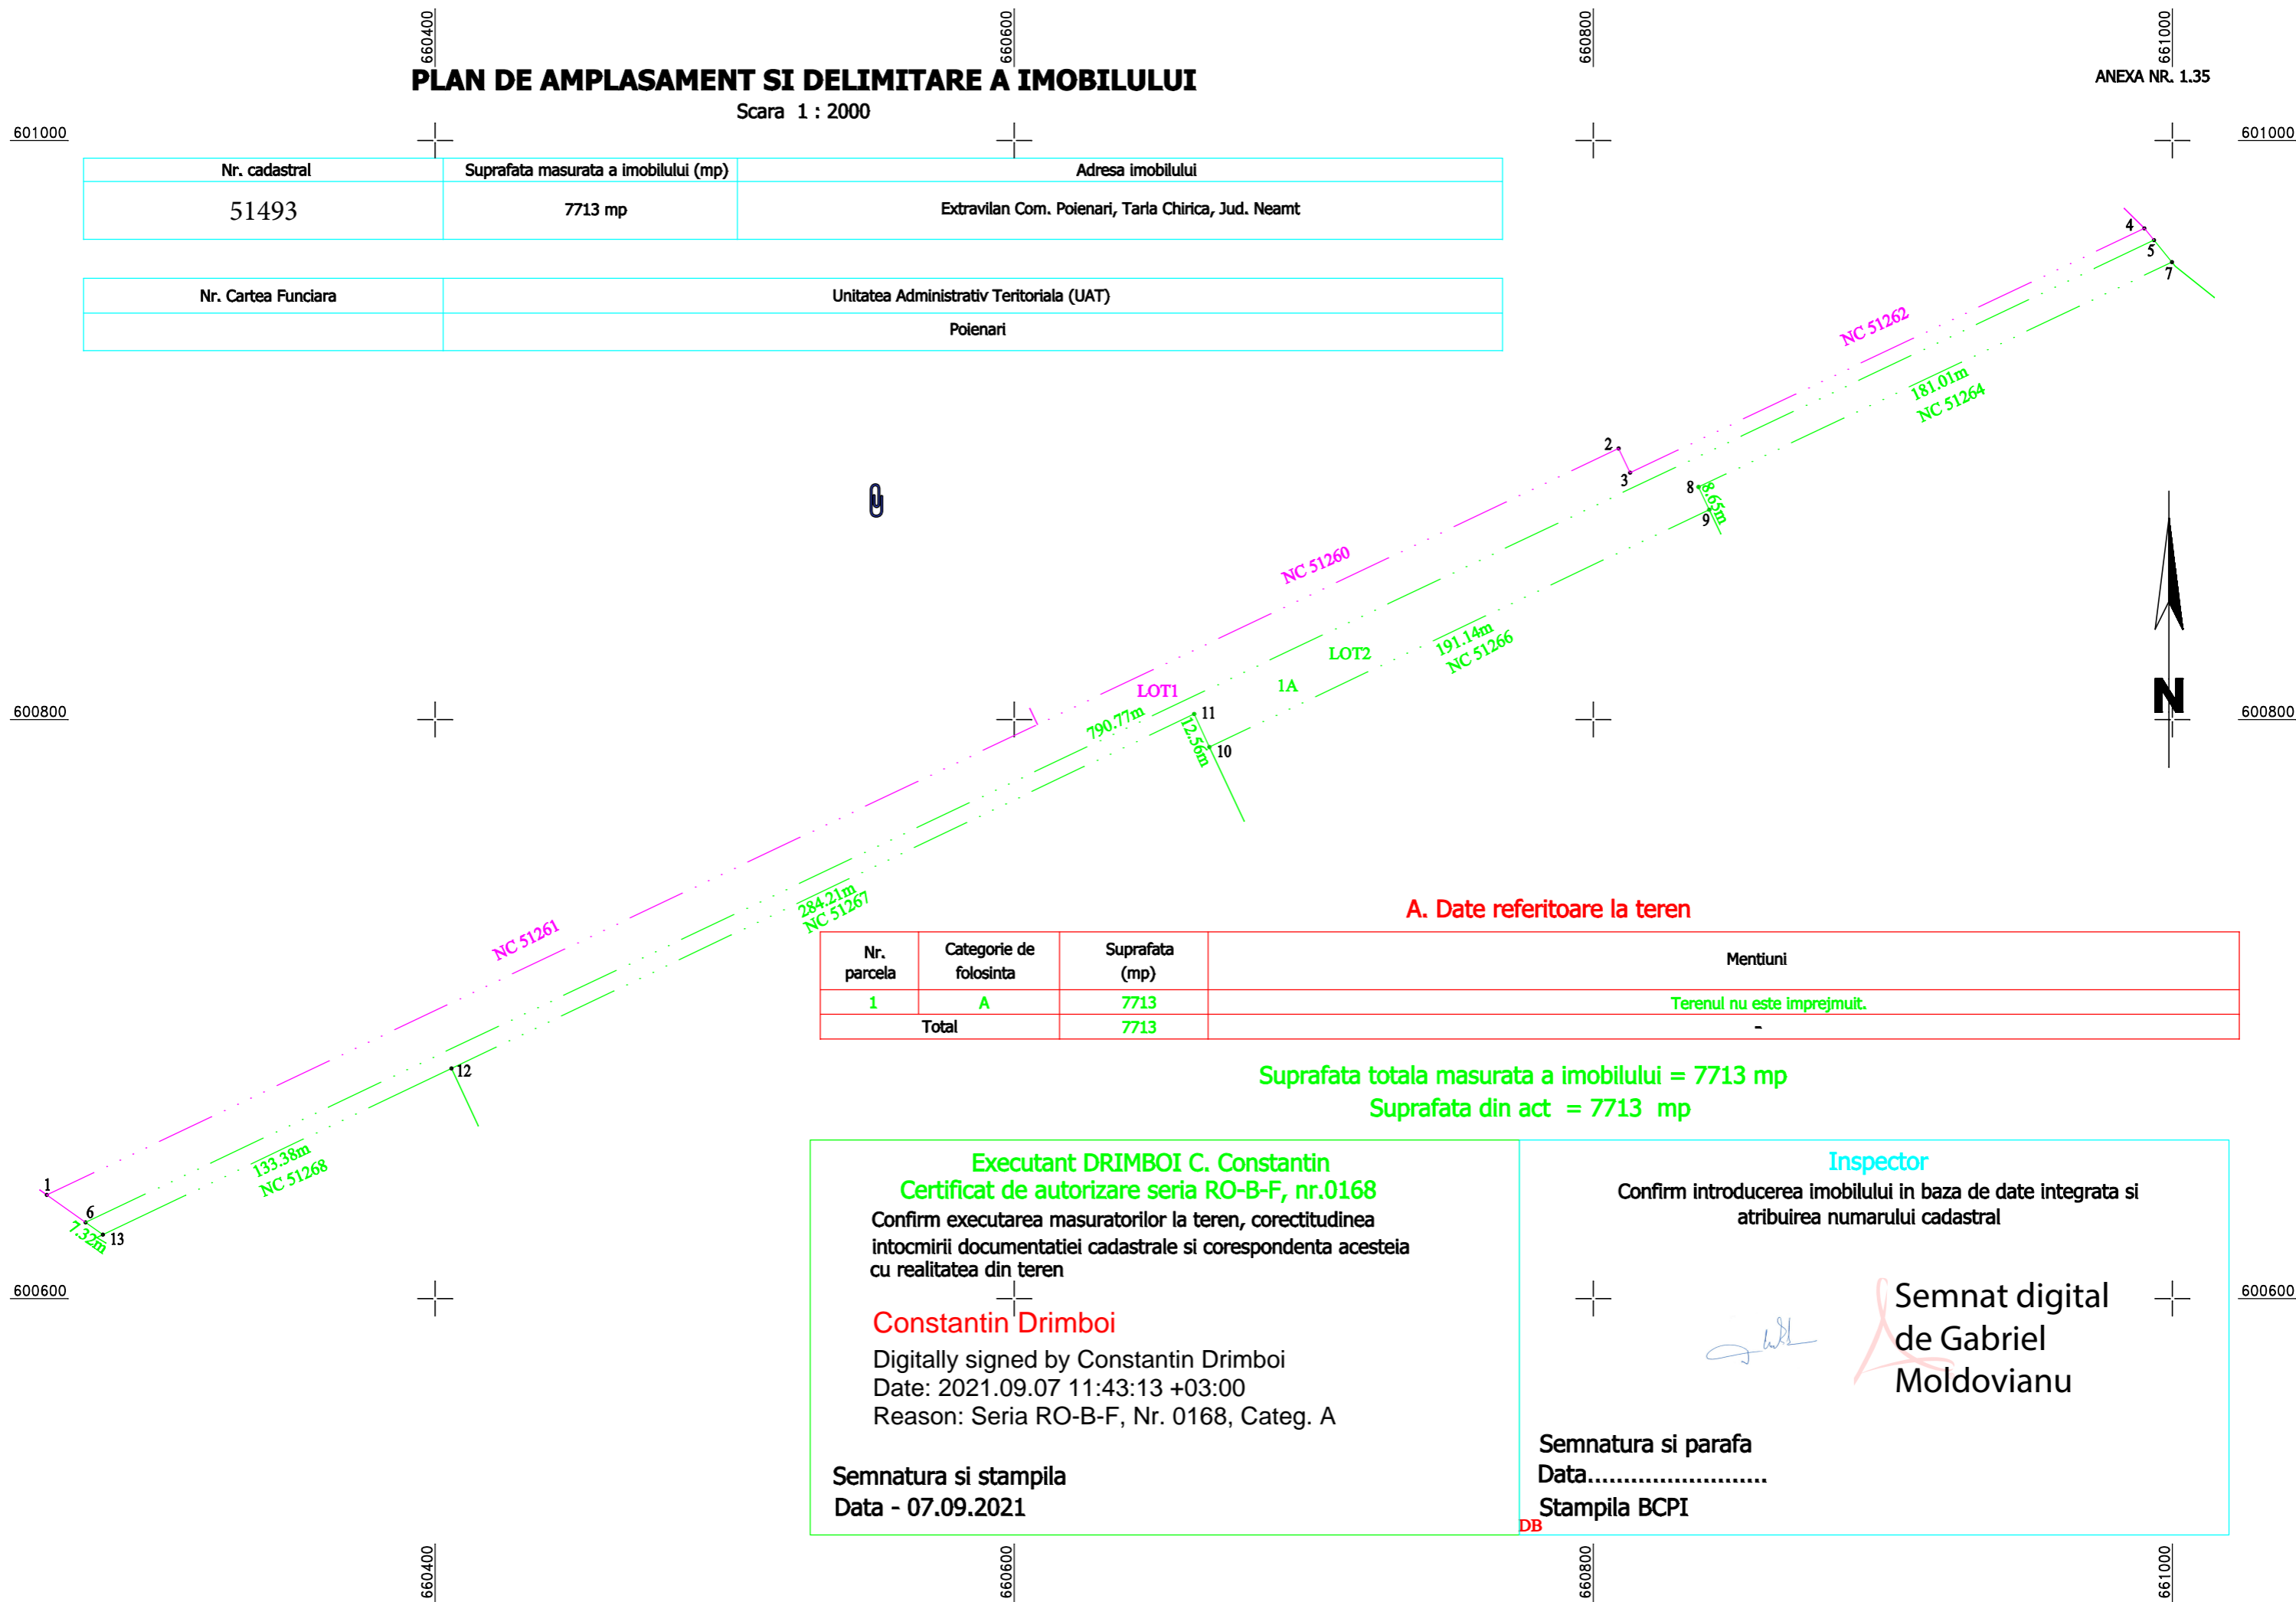 660400
660600
660800
661000
PLAN DE AMPLASAMENT SI DELIMITARE A IMOBILULUI
ANEXA NR. 1.35
Scara 1 : 2000
601000
601000
Nr. cadastral
Suprafata masurata a imobilului (mp)
Adresa imobilului
51493
7713 mp
Extravilan Com. Poienari, Tarla Chirica, Jud. Neamt
Nr. Cartea Funciara
Unitatea Administrativ Teritoriala (UAT)
Poienari
4
5
7
NC 51262
181.01m
NC 51264
2
3
8
8.65m
9
NC 51260
191.14m
NC 51266
LOT2
1A
LOT1
790.77m
11
12.56m
10
N
600800
600800
284.21m
NC 51267
NC 51261
12
133.38m
NC 51268
1
6
7.32m
13
A. Date referitoare la teren
Nr. parcela
Categorie de folosinta
Suprafata (mp)
Mentiuni
1
A
7713
Terenul nu este imprejmuit.
Total
7713
-
Suprafata totala masurata a imobilului = 7713 mp
Suprafata din act = 7713 mp
Executant DRIMBOI C. Constantin
Certificat de autorizare seria RO-B-F, nr.0168
Confirm executarea masuratorilor la teren, corectitudinea
intocmirii documentatiei cadastrale si corespondenta acesteia
cu realitatea din teren
Constantin Drimboi
Digitally signed by Constantin Drimboi
Date: 2021.09.07 11:43:13 +03:00
Reason: Seria RO-B-F, Nr. 0168, Categ. A
Semnatura si stampila
Data - 07.09.2021
Inspector
Confirm introducerea imobilului in baza de date integrata si
atribuirea numarului cadastral
Semnat digital
de Gabriel
Moldovianu
Semnatura si parafa
Data.........................
Stampila BCPI
DB
600600
600600
660400
660600
660800
661000